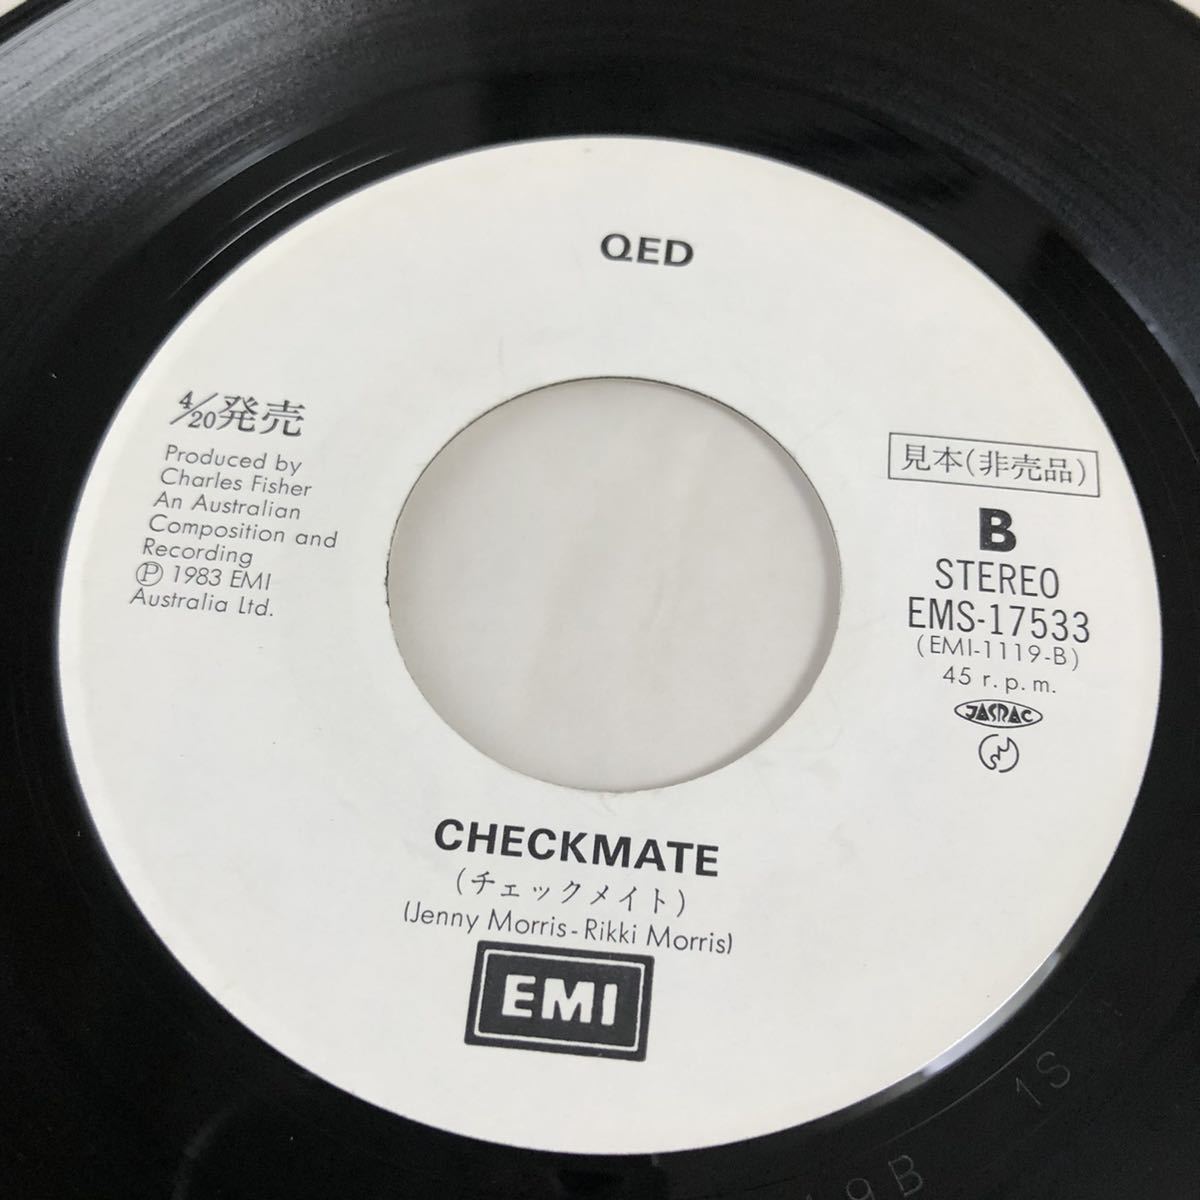 QED
4/20発売
Produced by
Charles Fisher
An Australian
Composition and
Recording
Ⓟ 1983 EMI
Australia Ltd.
見本(非売品)
B
STEREO
EMS-17533
(EMI-1119-B)
45 r.p.m.
JASRAC
CHECKMATE
(チェックメイト)
(Jenny Morris-Rikki Morris)
EMI
1S
9B